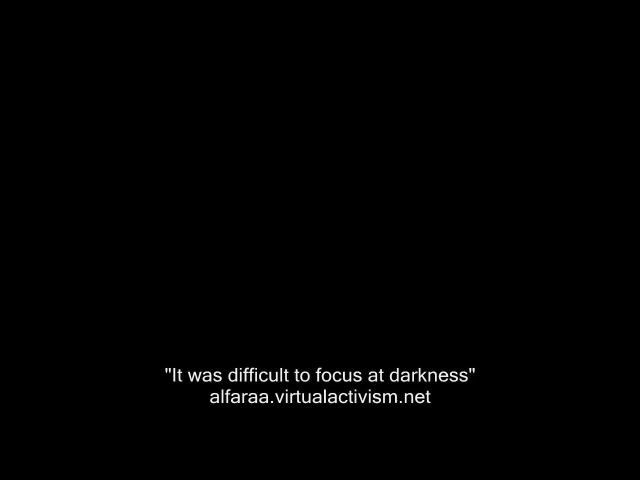 "It was difficult to focus at darkness"
alfaraa.virtualactivism.net